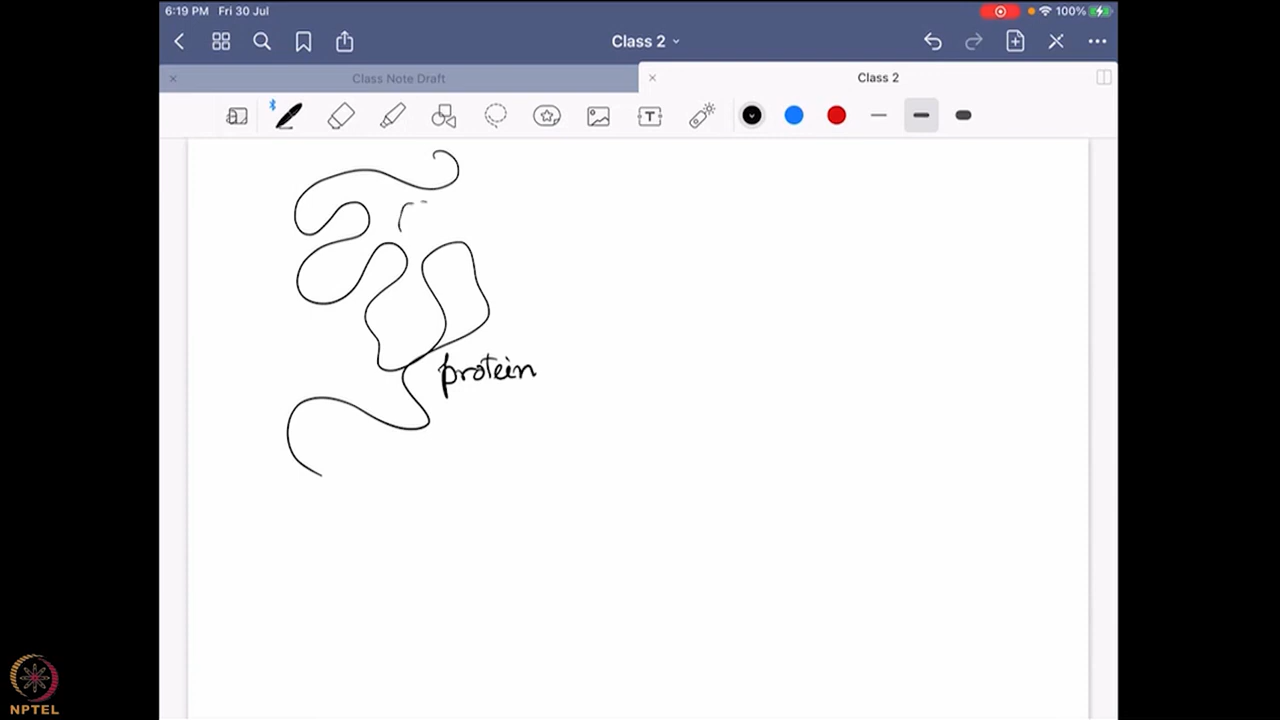 6:19 PM Fri 30 Jul
100%
Class 2
Class Note Draft
Class 2
T
protein
NPTEL